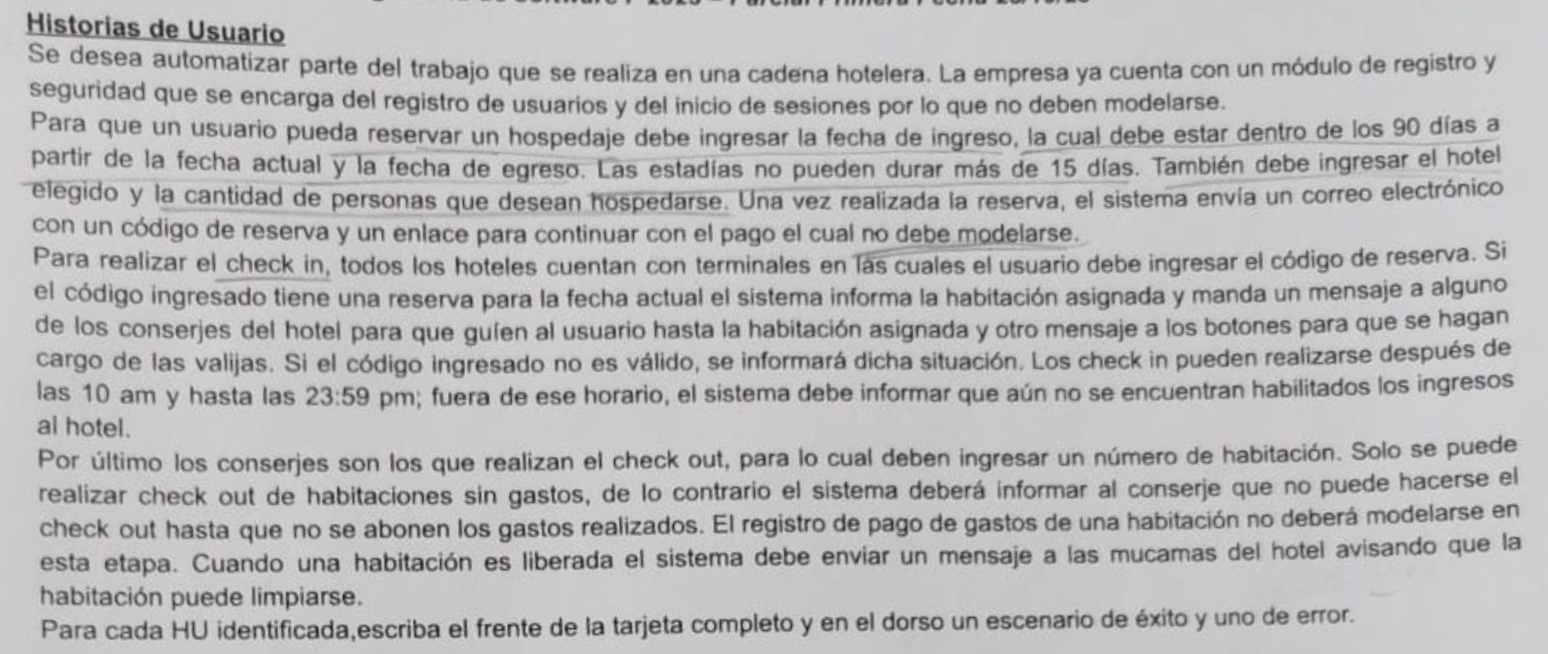 Historias de Usuario
Se desea automatizar parte del trabajo que se realiza en una cadena hotelera. La empresa ya cuenta con un módulo de registro y
seguridad que se encarga del registro de usuarios y del inicio de sesiones por lo que no deben modelarse.
Para que un usuario pueda reservar un hospedaje debe ingresar la fecha de ingreso, la cual debe estar dentro de los 90 días a
partir de la fecha actual y la fecha de egreso. Las estadías no pueden durar más de 15 días. También debe ingresar el hotel
elegido y la cantidad de personas que desean hospedarse. Una vez realizada la reserva, el sistema envía un correo electrónico
con un código de reserva y un enlace para continuar con el pago el cual no debe modelarse.
Para realizar el check in, todos los hoteles cuentan con terminales en las cuales el usuario debe ingresar el código de reserva. Si
el código ingresado tiene una reserva para la fecha actual el sistema informa la habitación asignada y manda un mensaje a alguno
de los conserjes del hotel para que guíen al usuario hasta la habitación asignada y otro mensaje a los botones para que se hagan
cargo de las valijas. Si el código ingresado no es válido, se informará dicha situación. Los check in pueden realizarse después de
las 10 am y hasta las 23:59 pm; fuera de ese horario, el sistema debe informar que aún no se encuentran habilitados los ingresos
al hotel.
Por último los conserjes son los que realizan el check out, para lo cual deben ingresar un número de habitación. Solo se puede
realizar check out de habitaciones sin gastos, de lo contrario el sistema deberá informar al conserje que no puede hacerse el
check out hasta que no se abonen los gastos realizados. El registro de pago de gastos de una habitación no deberá modelarse en
esta etapa. Cuando una habitación es liberada el sistema debe enviar un mensaje a las mucamas del hotel avisando que la
habitación puede limpiarse.
Para cada HU identificada,escriba el frente de la tarjeta completo y en el dorso un escenario de éxito y uno de error.